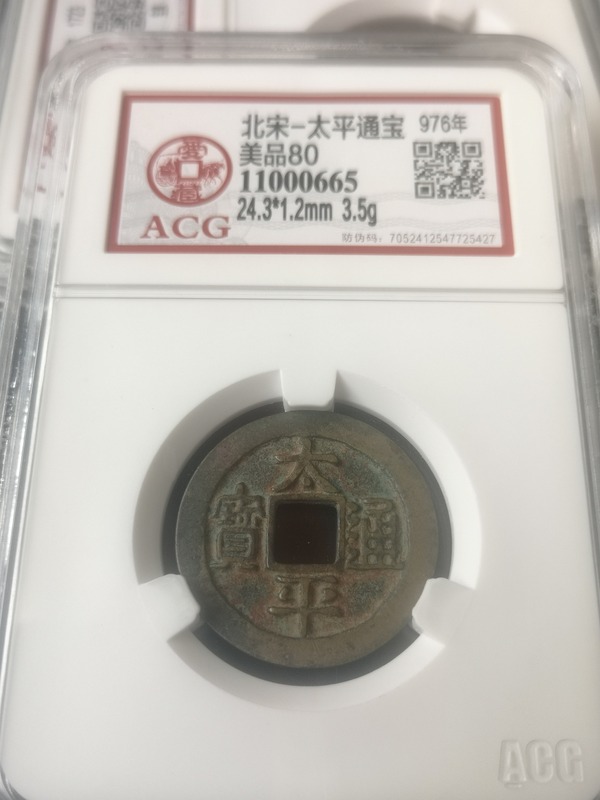 北宋-太平通宝 976年
美品80
11000665
24.3*1.2mm 3.5g
ACG
防伪码：7052412547725427
太
寶 通
平
ACG